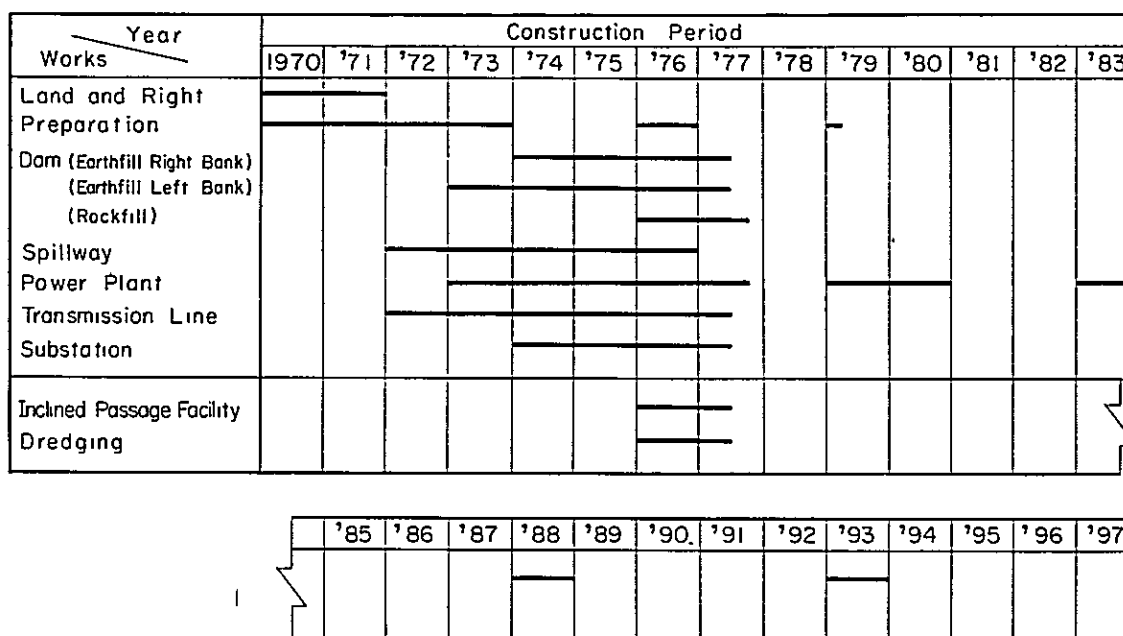 Year Construction Period
Works 1970 '71 '72 '73 '74 '75 '76 '77 '78 '79 '80 '81 '82 '83
Land and Right
Preparation
Dam (Earthfill Right Bank)
(Earthfill Left Bank)
(Rockfill)
Spillway
Power Plant
Transmission Line
Substation
Inclined Passage Facility
Dredging
'85 '86 '87 '88 '89 '90. '91 '92 '93 '94 '95 '96 '97